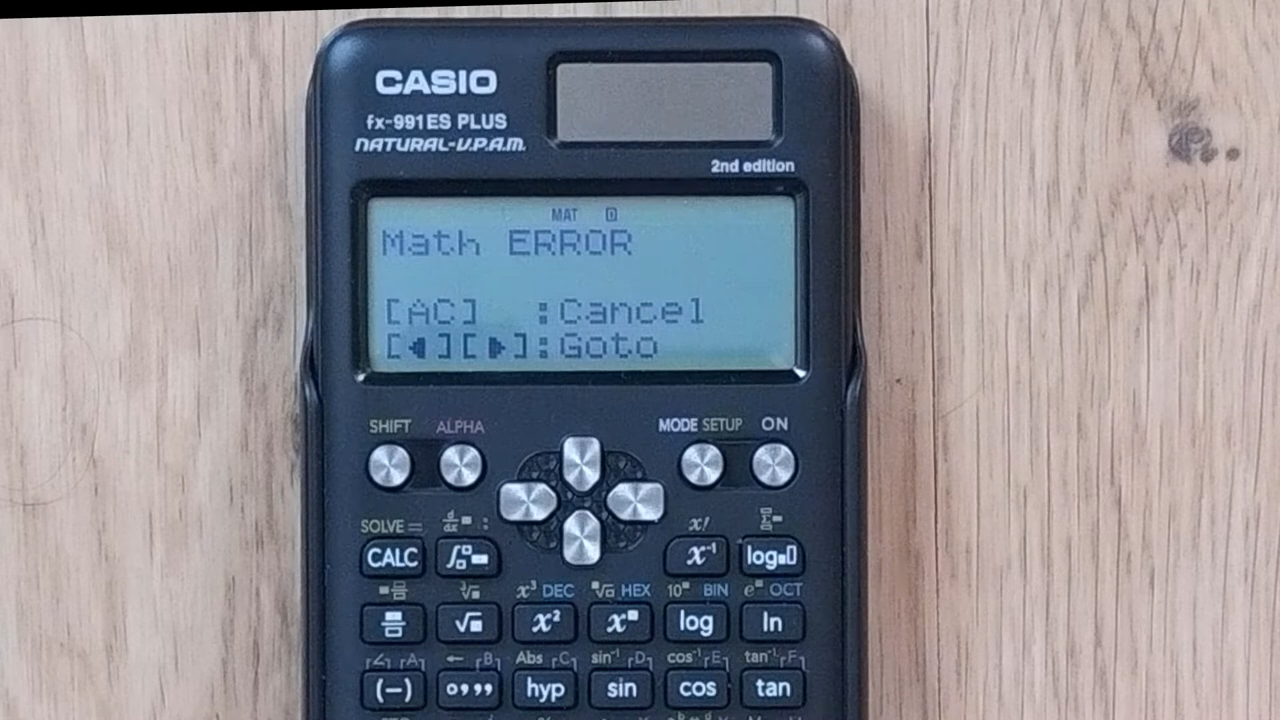 CASIO
fx-991ES PLUS
NATURAL-V.P.A.M.
2nd edition
MAT D
Math ERROR
[AC] :Cancel
[◀][▶]:Goto
SHIFT ALPHA MODE SETUP ON
SOLVE = d/dx : x! Σ
CALC ∫ x⁻¹ log
³√ x³ DEC √ HEX 10 BIN e OCT
√ x² x log ln
∠ A ← B Abs C sin⁻¹ D cos⁻¹ E tan⁻¹ F
(−) °,,, hyp sin cos tan